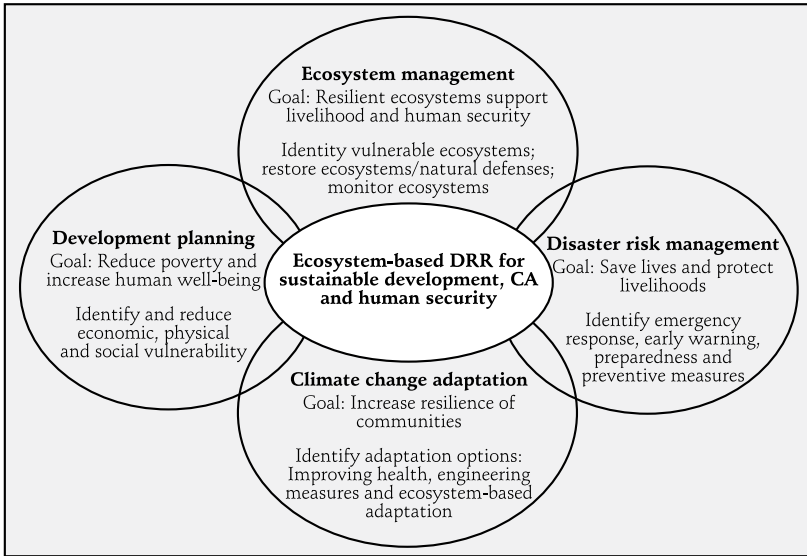 Ecosystem management
Goal: Resilient ecosystems support
livelihood and human security
Identity vulnerable ecosystems;
restore ecosystems/natural defenses;
monitor ecosystems
Development planning
Goal: Reduce poverty and
increase human well-being
Identify and reduce
economic, physical
and social vulnerability
Ecosystem-based DRR for
sustainable development, CA
and human security
Disaster risk management
Goal: Save lives and protect
livelihoods
Identify emergency
response, early warning,
preparedness and
preventive measures
Climate change adaptation
Goal: Increase resilience of
communities
Identify adaptation options:
Improving health, engineering
measures and ecosystem-based
adaptation